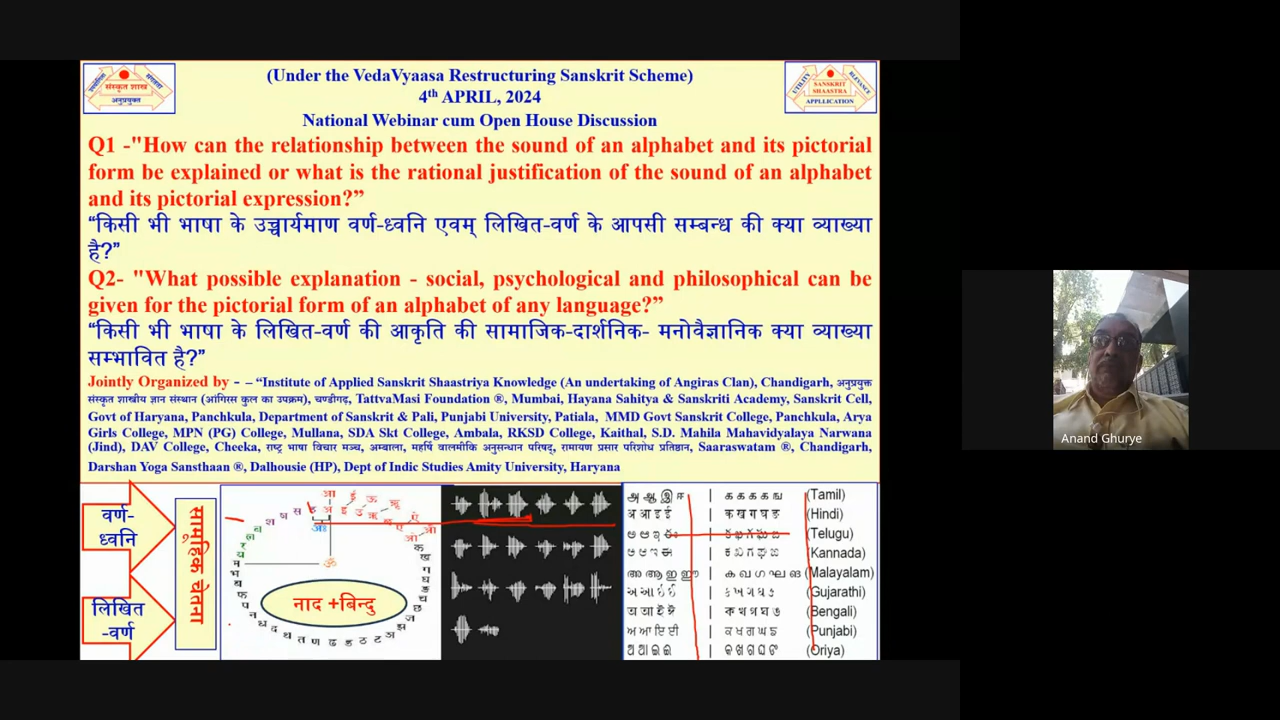 (Under the VedaVyaasa Restructuring Sanskrit Scheme)
4th APRIL, 2024
National Webinar cum Open House Discussion
संस्कृत शास्त्र
अनुप्रयुक्त
UTILITY
RELEVANCE
SANSKRIT
SHAASTRA
APPLLICATION
Q1 -"How can the relationship between the sound of an alphabet and its pictorial
form be explained or what is the rational justification of the sound of an alphabet
and its pictorial expression?”
“किसी भी भाषा के उच्चार्यमाण वर्ण-ध्वनि एवम् लिखित-वर्ण के आपसी सम्बन्ध की क्या व्याख्या
है?”
Q2- "What possible explanation - social, psychological and philosophical can be
given for the pictorial form of an alphabet of any language?”
“किसी भी भाषा के लिखित-वर्ण की आकृति की सामाजिक-दार्शनिक- मनोवैज्ञानिक क्या व्याख्या
सम्भावित है?”
Jointly Organized by - – “Institute of Applied Sanskrit Shaastriya Knowledge (An undertaking of Angiras Clan), Chandigarh, अनुप्रयुक्त
संस्कृत शास्त्रीय ज्ञान संस्थान (आंगिरस कुल का उपक्रम), चण्डीगढ़, TattvaMasi Foundation ®, Mumbai, Hayana Sahitya & Sanskriti Academy, Sanskrit Cell,
Govt of Haryana, Panchkula, Department of Sanskrit & Pali, Punjabi University, Patiala, MMD Govt Sanskrit College, Panchkula, Arya
Girls College, MPN (PG) College, Mullana, SDA Skt College, Ambala, RKSD College, Kaithal, S.D. Mahila Mahavidyalaya Narwana
(Jind), DAV College, Cheeka, राष्ट्र भाषा विचार मञ्च, अम्बाला, महर्षि वाल्मीकि अनुसन्धान परिषद्, रामायण प्रसार परिशोध प्रतिष्ठान, Saaraswatam ®, Chandigarh,
Darshan Yoga Sansthaan ®, Dalhousie (HP), Dept of Indic Studies Amity University, Haryana
वर्ण-
ध्वनि
लिखित
-वर्ण
सामूहिक चेतना
नाद +बिन्दु
அ ஆ இ ஈ | க க க க ங (Tamil)
अ आ इ ई | क ख ग घ ङ (Hindi)
(Telugu)
(Kannada)
അ ആ ഇ ഈ | ക ഖ ഗ ഘ ങ (Malayalam)
અ આ ઇ ઈ | ક ખ ગ ઘ ઙ (Gujarathi)
অ আ ই ঈ | ক খ গ ঘ ঙ (Bengali)
ਅ ਆ ਇ ਈ | ਕ ਖ ਗ ਘ ਙ (Punjabi)
(Oriya)
Anand Ghurye